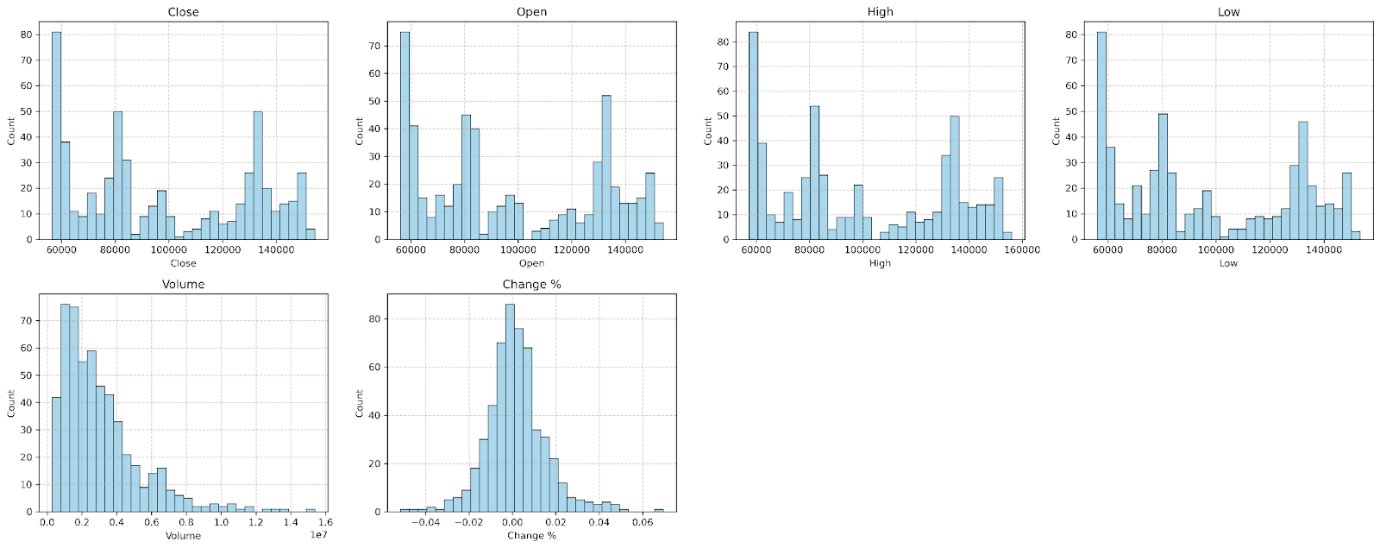 Close
Count
80
70
60
50
40
30
20
10
0
60000 80000 100000 120000 140000
Close
Open
Count
70
60
50
40
30
20
10
0
60000 80000 100000 120000 140000
Open
High
Count
80
70
60
50
40
30
20
10
0
60000 80000 100000 120000 140000 160000
High
Low
Count
80
70
60
50
40
30
20
10
0
60000 80000 100000 120000 140000
Low
Volume
Count
70
60
50
40
30
20
10
0
0.0 0.2 0.4 0.6 0.8 1.0 1.2 1.4 1.6
1e7
Volume
Change %
Count
80
60
40
20
0
−0.04 −0.02 0.00 0.02 0.04 0.06
Change %